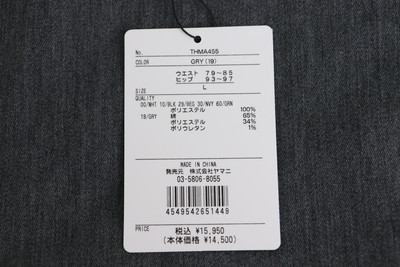 No. THMA455
COLOR GRY(19)
ウエスト 79～85
ヒップ 93～97
SIZE L
QUALITY
00/WHT 10/BLK 29/BEG 30/NVY 60/GRN
ポリエステル 100%
18/GRY 綿 65%
ポリエステル 34%
ポリウレタン 1%
MADE IN CHINA
発売元 株式会社ヤマニ
03-5806-8055
4549542651449
PRICE 税込 ¥15,950
(本体価格 ¥14,500)